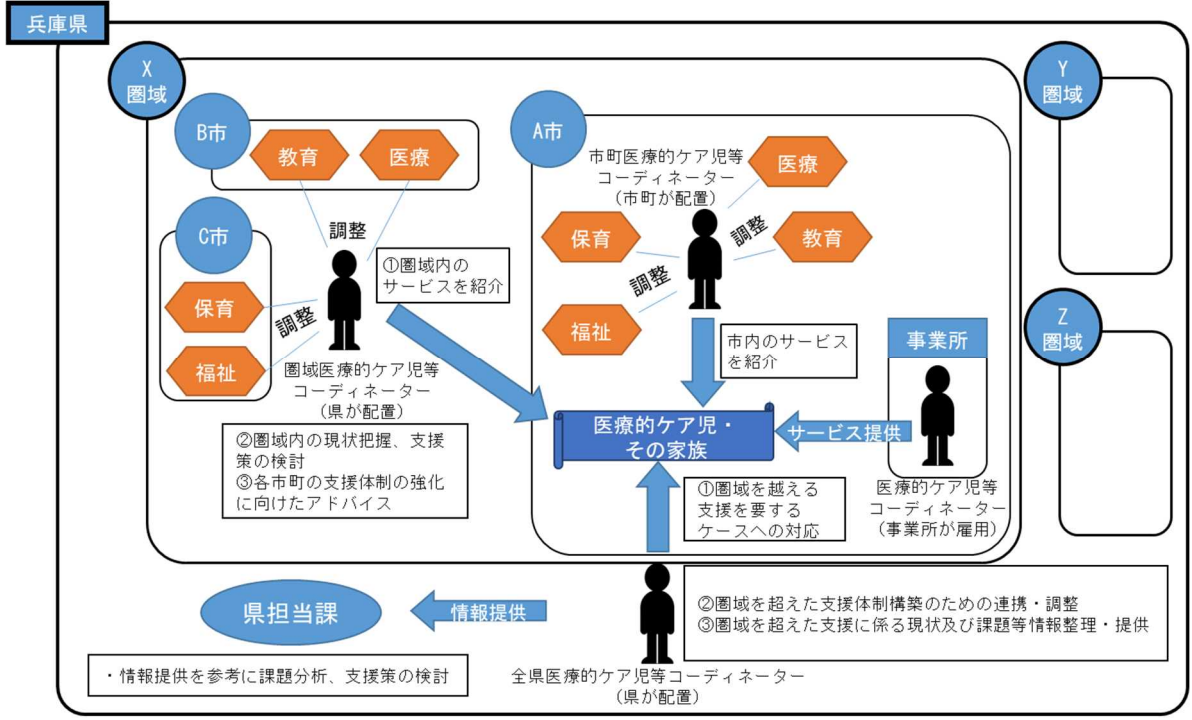 兵庫県
X
圏域
Y
圏域
Z
圏域
B市
教育
医療
C市
保育
福祉
調整
調整
圏域医療的ケア児等
コーディネーター
(県が配置)
①圏域内の
サービスを紹介
②圏域内の現状把握、支援
策の検討
③各市町の支援体制の強化
に向けたアドバイス
A市
市町医療的ケア児等
コーディネーター
(市町が配置)
医療
保育
教育
福祉
調整
調整
市内のサービス
を紹介
事業所
医療的ケア児・
その家族
サービス提供
医療的ケア児等
コーディネーター
(事業所が雇用)
①圏域を越える
支援を要する
ケースへの対応
県担当課
情報提供
②圏域を超えた支援体制構築のための連携・調整
③圏域を超えた支援に係る現状及び課題等情報整理・提供
・情報提供を参考に課題分析、支援策の検討
全県医療的ケア児等コーディネーター
(県が配置)